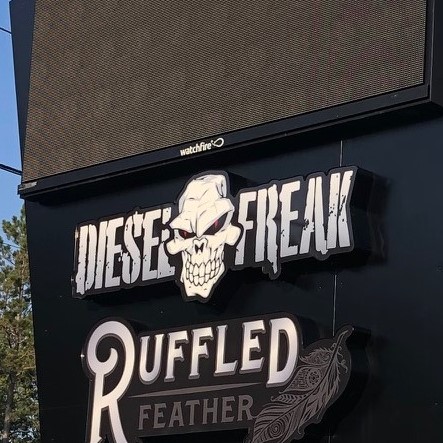 watchfire
DIESEL FREAK
RUFFLED
FEATHER